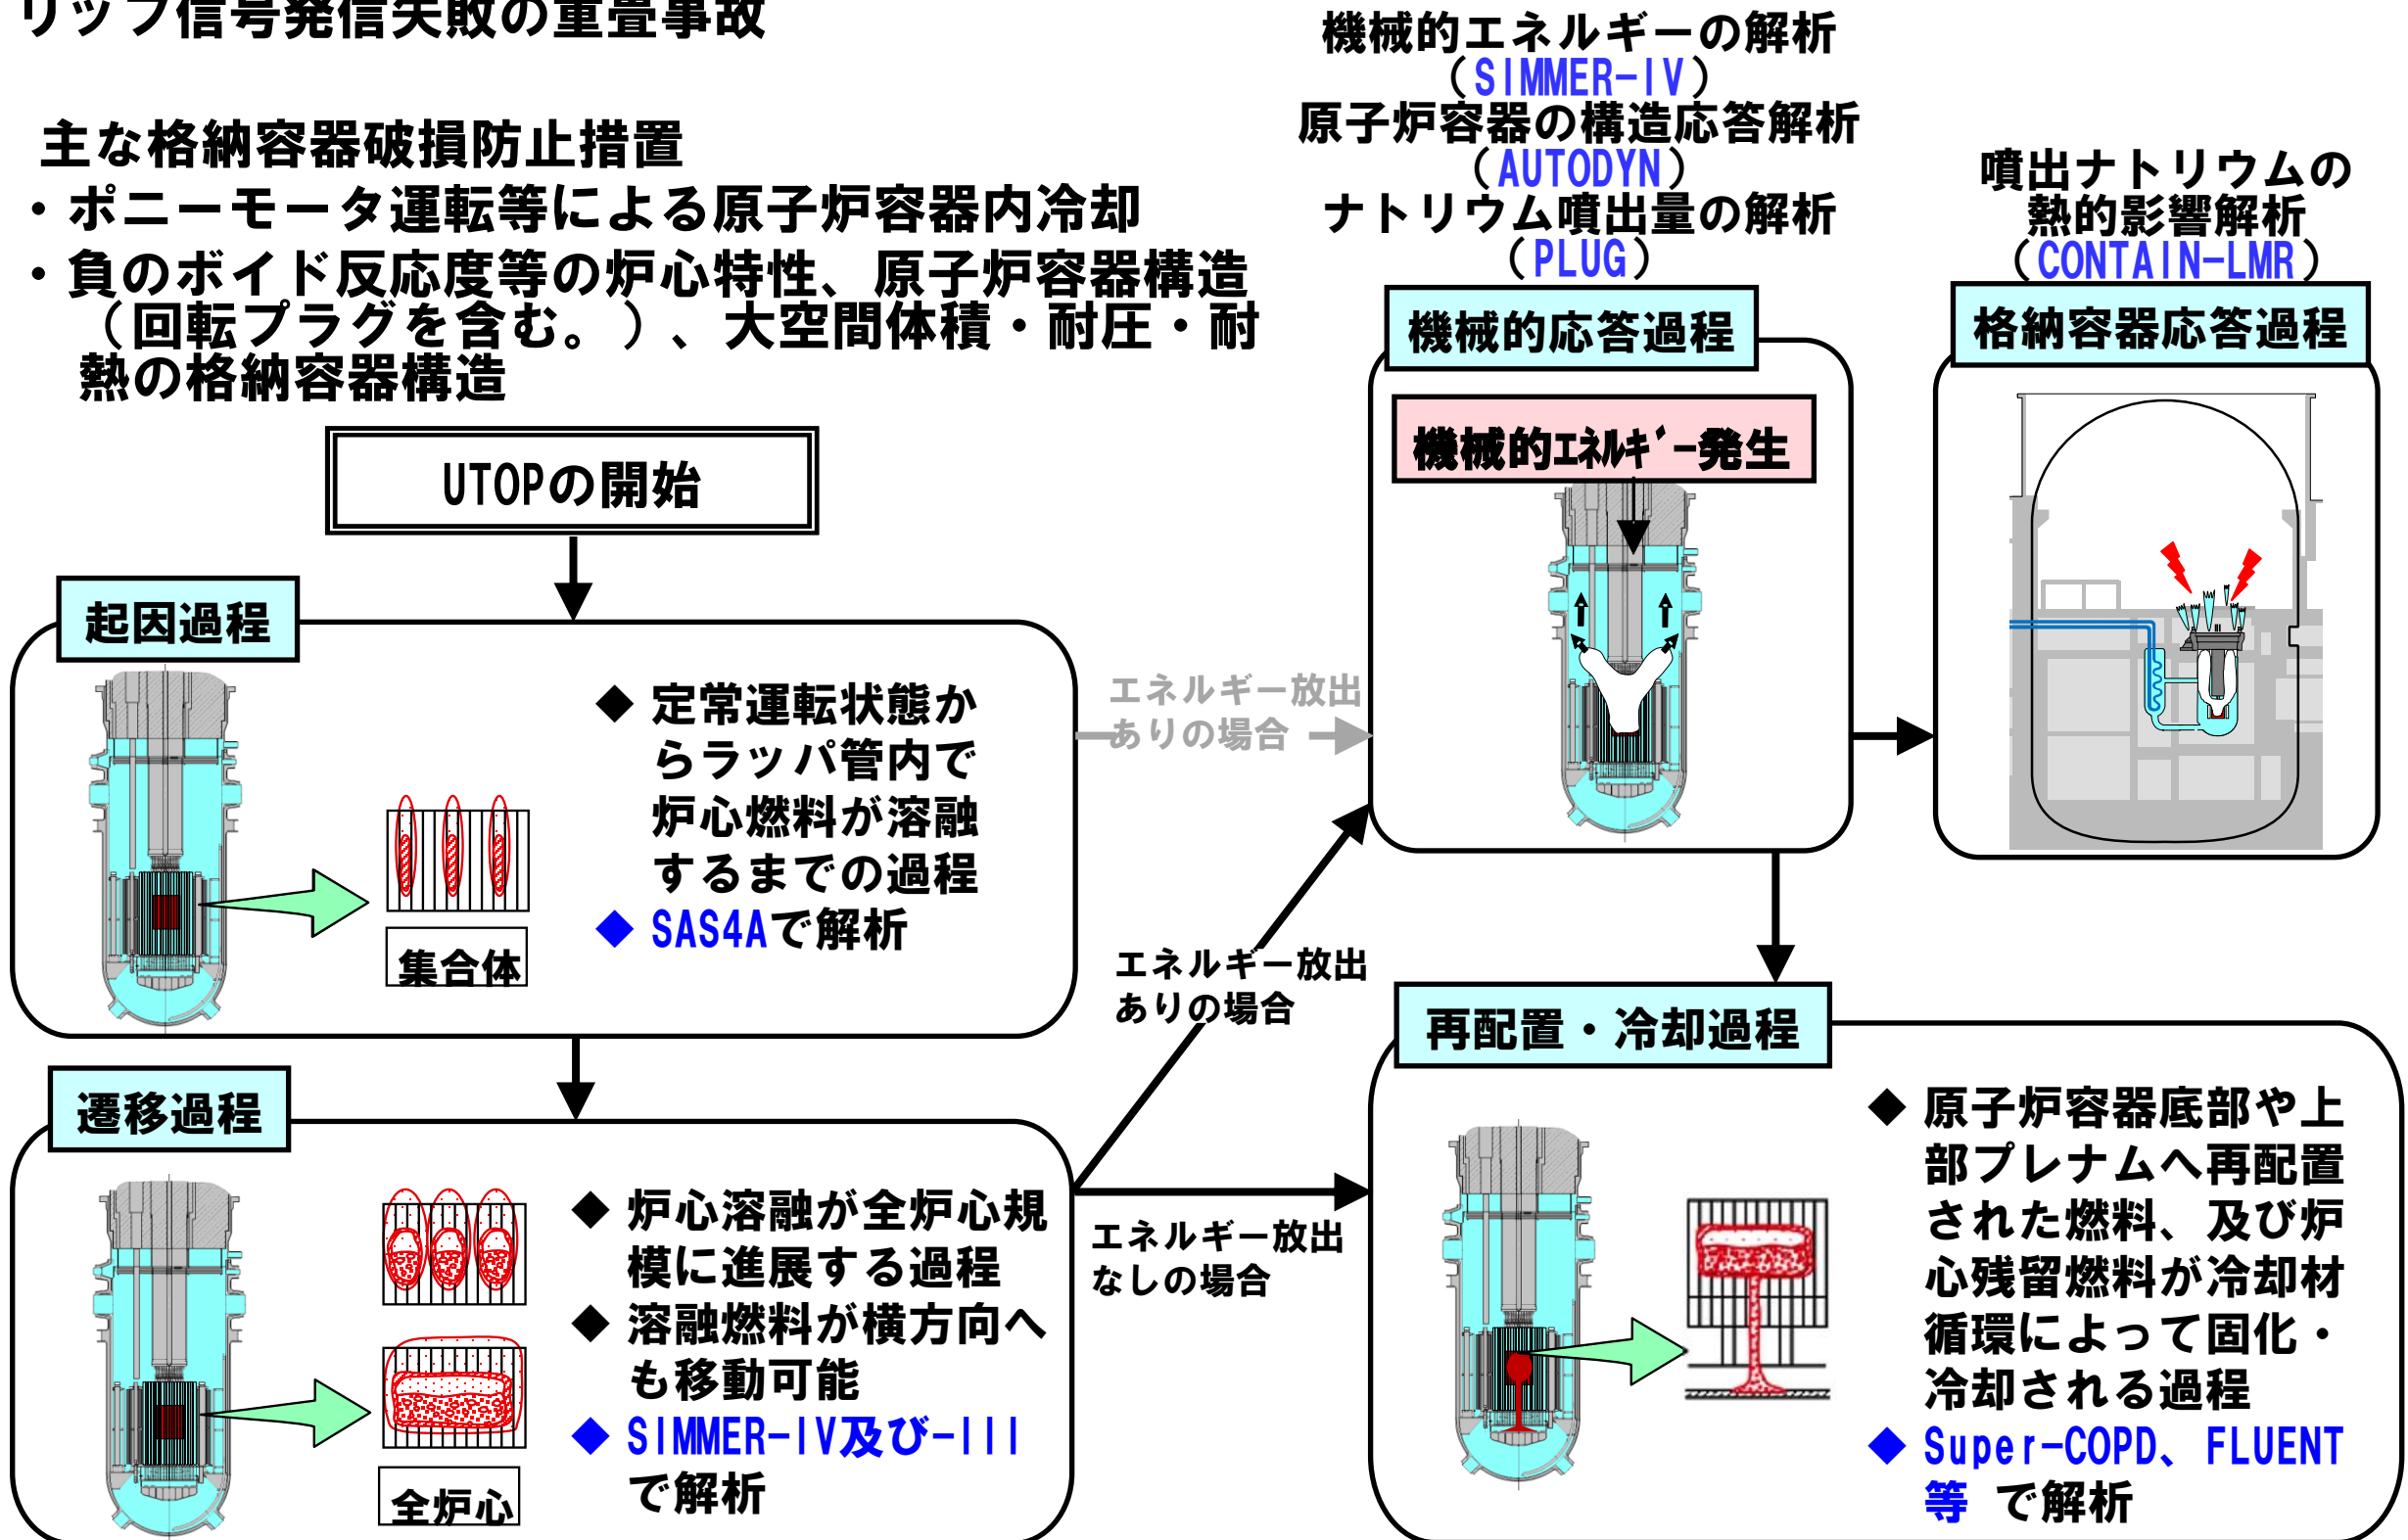 リップ信号発信失敗の重畳事故
主な格納容器破損防止措置
・ポニーモータ運転等による原子炉容器内冷却
・負のボイド反応度等の炉心特性、原子炉容器構造
（回転プラグを含む。）、大空間体積・耐圧・耐
熱の格納容器構造
機械的エネルギーの解析
（SIMMER-IV）
原子炉容器の構造応答解析
（AUTODYN）
ナトリウム噴出量の解析
（PLUG）
噴出ナトリウムの
熱的影響解析
（CONTAIN-LMR）
機械的応答過程
格納容器応答過程
機械的ｴﾈﾙｷﾞｰ発生
UTOPの開始
起因過程
◆ 定常運転状態か
らラッパ管内で
炉心燃料が溶融
するまでの過程
◆ SAS4Aで解析
集合体
エネルギー放出
ありの場合
エネルギー放出
ありの場合
再配置・冷却過程
遷移過程
◆ 炉心溶融が全炉心規
模に進展する過程
◆ 溶融燃料が横方向へ
も移動可能
◆ SIMMER-IV及び-III
で解析
全炉心
エネルギー放出
なしの場合
◆ 原子炉容器底部や上
部プレナムへ再配置
された燃料、及び炉
心残留燃料が冷却材
循環によって固化・
冷却される過程
◆ Super-COPD、FLUENT
等 で解析